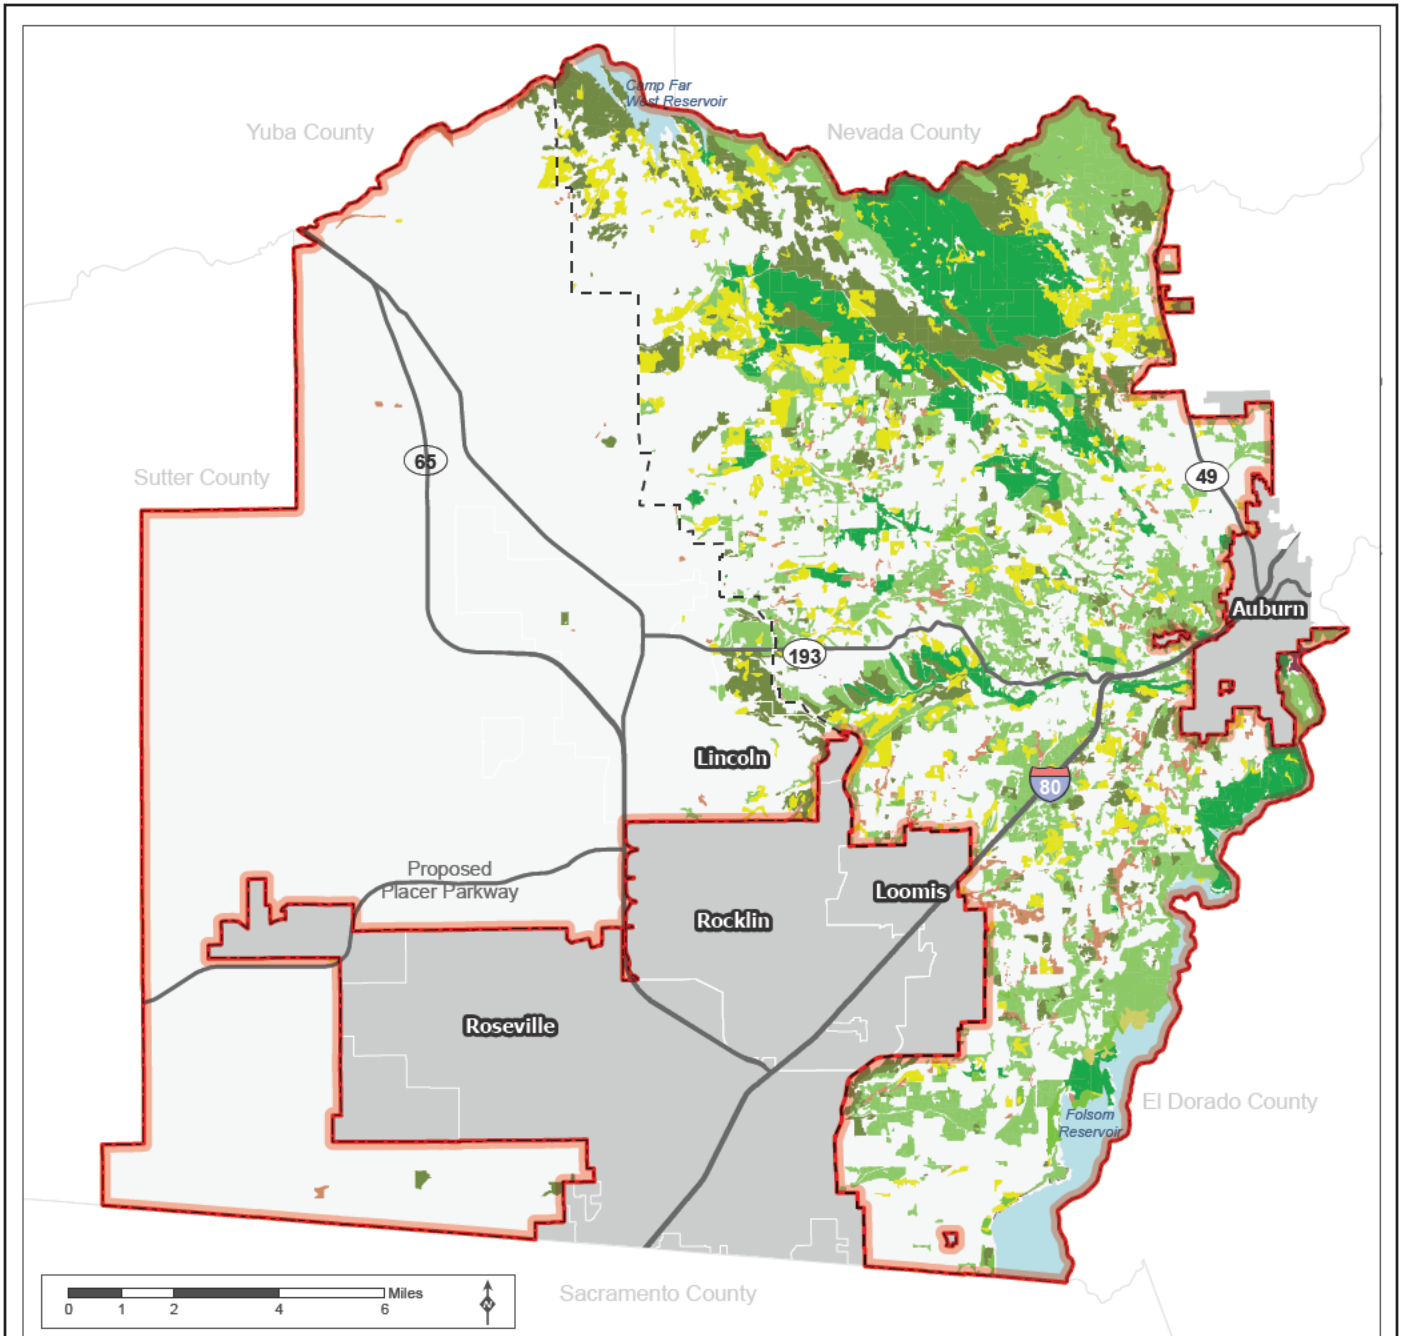 Camp Far
West Reservoir
Yuba County
Nevada County
65
Sutter County
49
Auburn
193
Lincoln
80
Proposed
Placer Parkway
Loomis
Rocklin
Roseville
El Dorado County
Folsom
Reservoir
Sacramento County
Miles
0 1 2 4 6
N